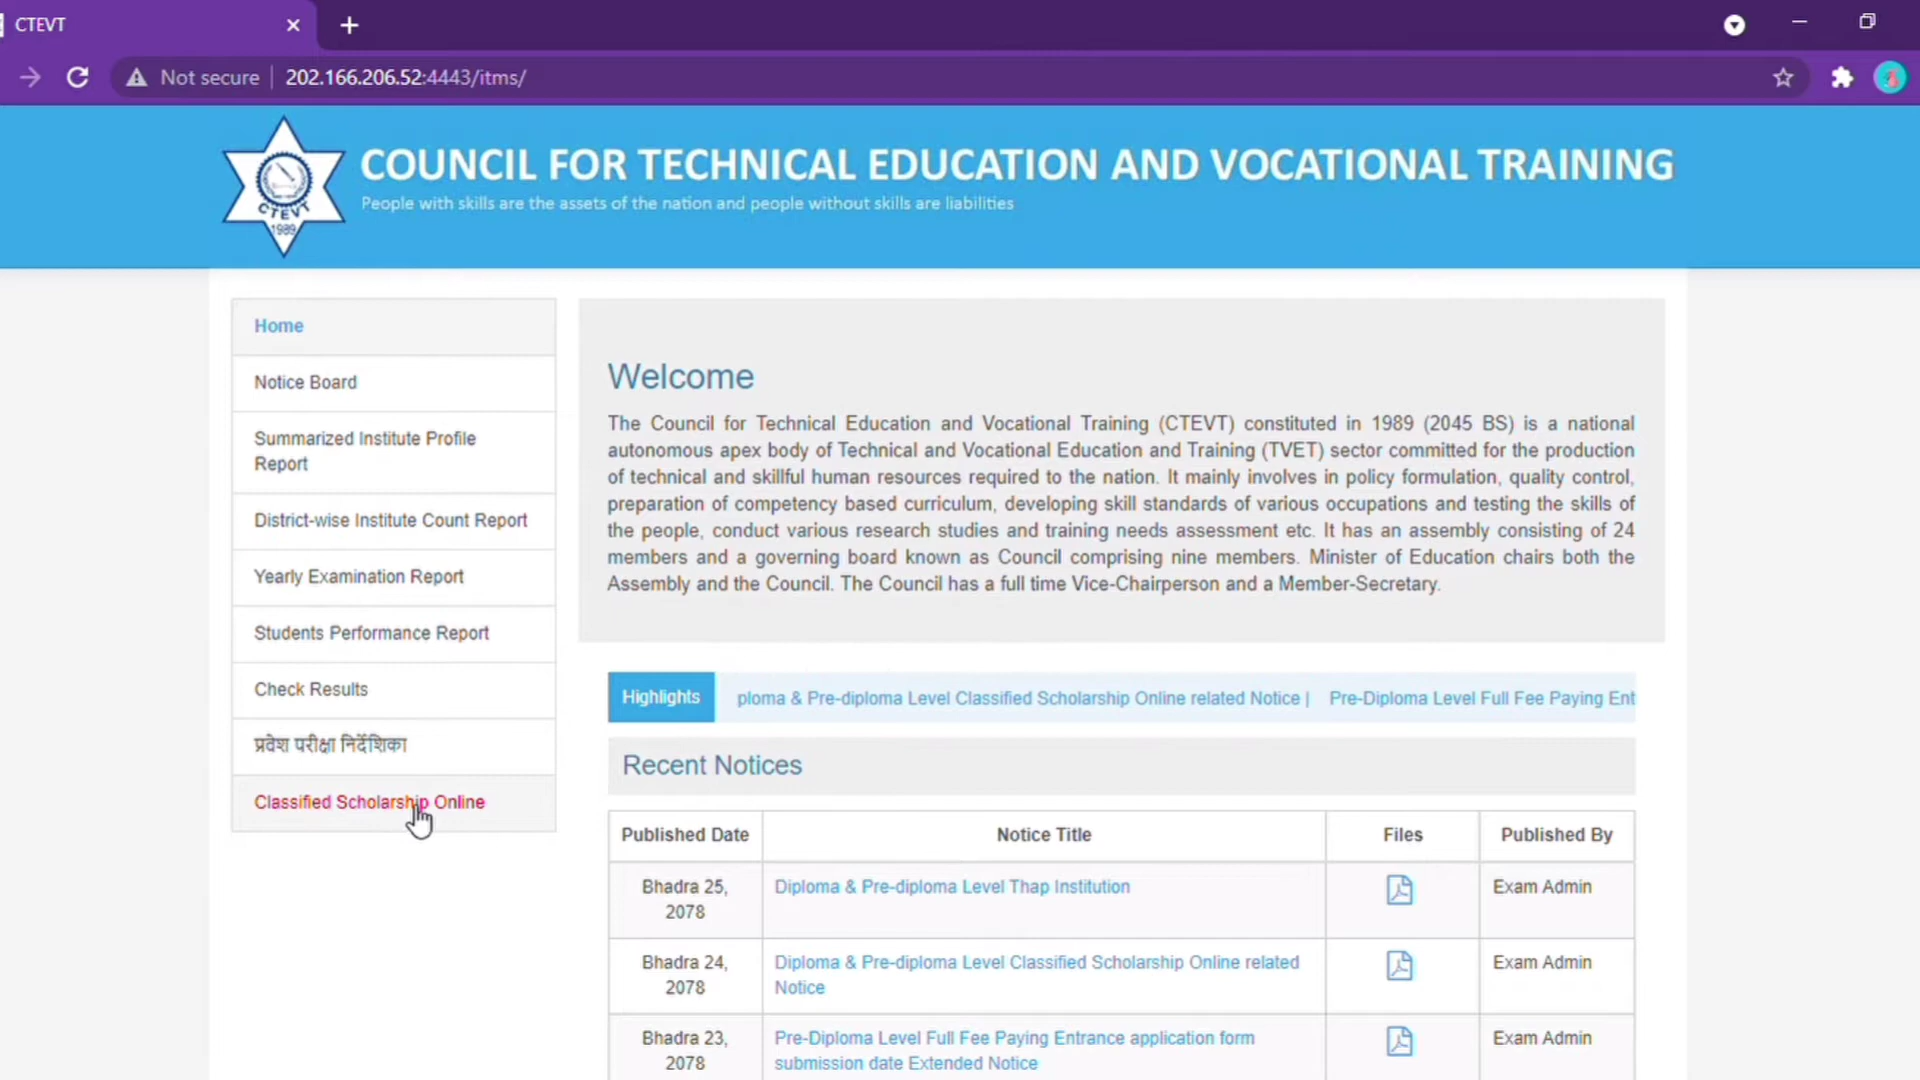 CTEVT
Not secure
202.166.206.52:4443/itms/
CTEVT
1989
COUNCIL FOR TECHNICAL EDUCATION AND VOCATIONAL TRAINING
People with skills are the assets of the nation and people without skills are liabilities
Home
Notice Board
Summarized Institute Profile
Report
District-wise Institute Count Report
Yearly Examination Report
Students Performance Report
Check Results
प्रवेश परीक्षा निर्देशिका
Classified Scholarship Online
Welcome
The Council for Technical Education and Vocational Training (CTEVT) constituted in 1989 (2045 BS) is a national
autonomous apex body of Technical and Vocational Education and Training (TVET) sector committed for the production
of technical and skillful human resources required to the nation. It mainly involves in policy formulation, quality control,
preparation of competency based curriculum, developing skill standards of various occupations and testing the skills of
the people, conduct various research studies and training needs assessment etc. It has an assembly consisting of 24
members and a governing board known as Council comprising nine members. Minister of Education chairs both the
Assembly and the Council. The Council has a full time Vice-Chairperson and a Member-Secretary.
Highlights
ploma & Pre-diploma Level Classified Scholarship Online related Notice | Pre-Diploma Level Full Fee Paying Ent
Recent Notices
Published Date Notice Title Files Published By
Bhadra 25,
2078
Diploma & Pre-diploma Level Thap Institution
Exam Admin
Bhadra 24,
2078
Diploma & Pre-diploma Level Classified Scholarship Online related
Notice
Exam Admin
Bhadra 23,
2078
Pre-Diploma Level Full Fee Paying Entrance application form
submission date Extended Notice
Exam Admin